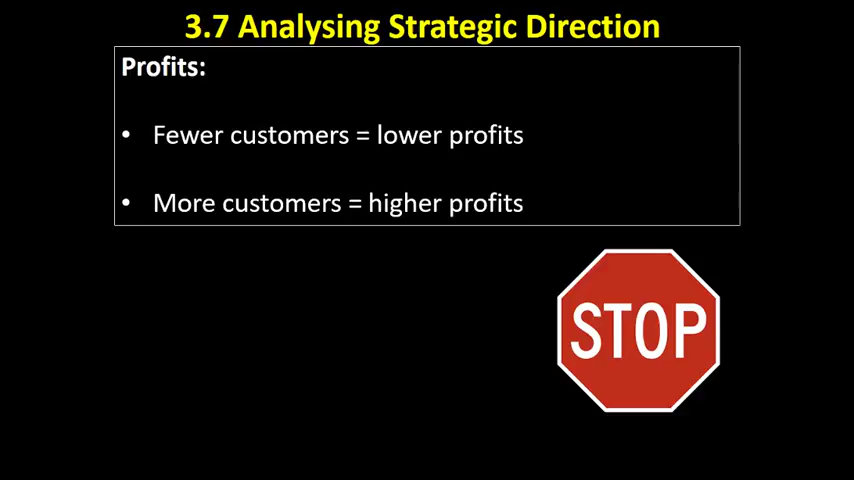 3.7 Analysing Strategic Direction
Profits:
• Fewer customers = lower profits
• More customers = higher profits
STOP